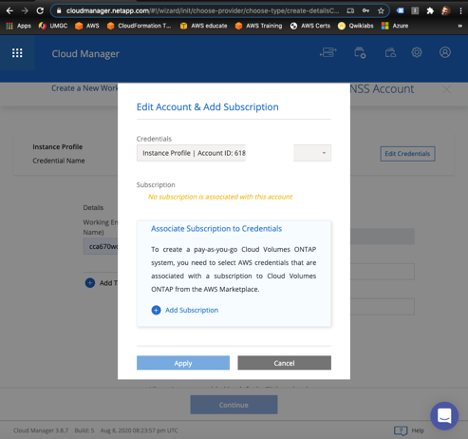 cloudmanager.netapp.com/#!/wizard/init/choose-provider/choose-type/create-detailsC...
Apps UMGC AWS CloudFormation T... AWS educate AWS Training AWS Certs Qwiklabs Azure
Cloud Manager
Create a New Work
NSS Account
Edit Account & Add Subscription
Credentials
Instance Profile | Account ID: 618
Instance Profile
Credential Name
Edit Credentials
Subscription
No subscription is associated with this account
Details
Working En
Name)
cca670wo
Add T
Associate Subscription to Credentials
To create a pay-as-you-go Cloud Volumes ONTAP
system, you need to select AWS credentials that are
associated with a subscription to Cloud Volumes
ONTAP from the AWS Marketplace.
Add Subscription
Apply Cancel
Continue
Cloud Manager 3.8.7 Build: 5 Aug 8, 2020 08:23:57 pm UTC
Help